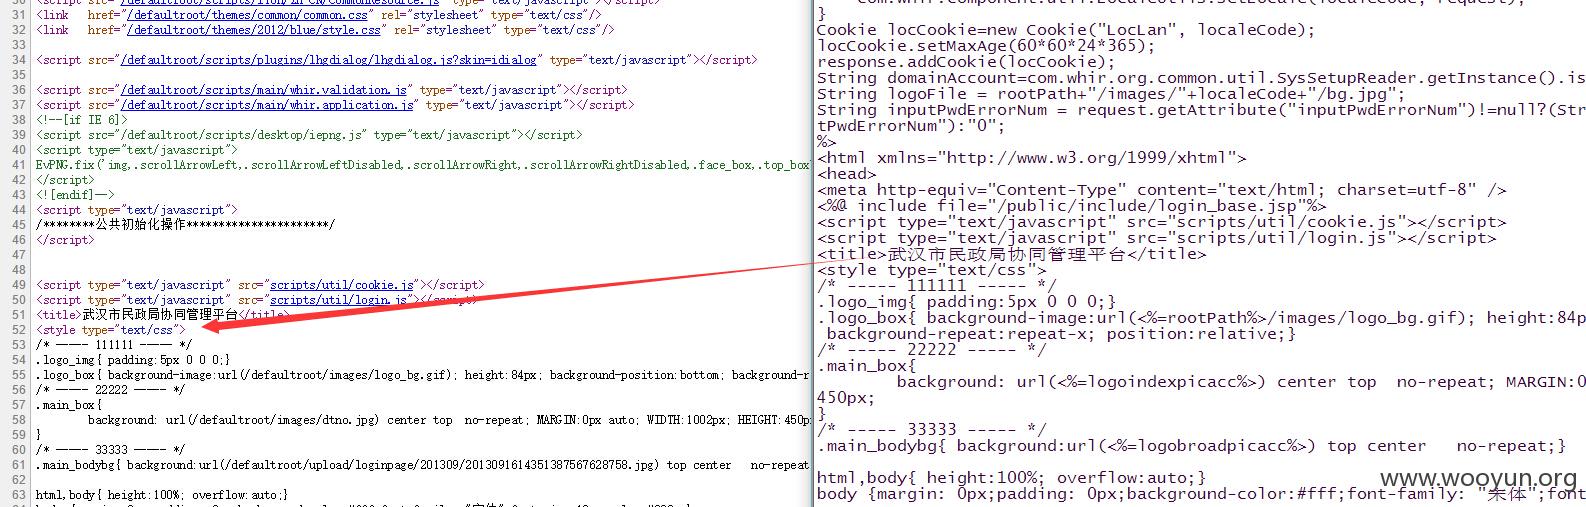 30 <script src="/defaultroot/scripts/i18n/zh_CN/CommonResource.js" type="text/javascript"></script>
31 <link   href="/defaultroot/themes/common/common.css" rel="stylesheet" type="text/css"/>
32 <link   href="/defaultroot/themes/2012/blue/style.css" rel="stylesheet" type="text/css"/>
33
34 <script src="/defaultroot/scripts/plugins/lhgdialog/lhgdialog.js?skin=idialog" type="text/javascript"></script>
35
36 <script src="/defaultroot/scripts/main/whir.validation.js" type="text/javascript"></script>
37 <script src="/defaultroot/scripts/main/whir.application.js" type="text/javascript"></script>
38 <!--[if IE 6]>
39 <script src="/defaultroot/scripts/desktop/iepng.js" type="text/javascript"></script>
40 <script type="text/javascript">
41 EvPNG.fix('img,.scrollArrowLeft,.scrollArrowLeftDisabled,.scrollArrowRight,.scrollArrowRightDisabled,.face_box,.top_box
42 </script>
43 <![endif]-->
44 <script type="text/javascript">
45 /********公共初始化操作**********************/
46 </script>
47
48
49 <script type="text/javascript" src="scripts/util/cookie.js"></script>
50 <script type="text/javascript" src="scripts/util/login.js"></script>
51 <title>武汉市民政局协同管理平台</title>
52 <style type="text/css">
53 /* ----- 111111 ----- */
54 .logo_img{ padding:5px 0 0 0;}
55 .logo_box{ background-image:url(/defaultroot/images/logo_bg.gif); height:84px; background-position:bottom; background-r
56 /* ----- 22222 ----- */
57 .main_box{
58         background: url(/defaultroot/images/dtno.jpg) center top  no-repeat; MARGIN:0px auto; WIDTH:1002px; HEIGHT:450px
59 }
60 /* ----- 33333 ----- */
61 .main_bodybg{ background:url(/defaultroot/upload/loginpage/201309/2013091614351387567628758.jpg) top center   no-repeat
62
63 html,body{ height:100%; overflow:auto;}
}
Cookie locCookie=new Cookie("LocLan", localeCode);
locCookie.setMaxAge(60*60*24*365);
response.addCookie(locCookie);
String domainAccount=com.whir.org.common.util.SysSetupReader.getInstance().is
String logoFile = rootPath+"/images/"+localeCode+"/bg.jpg";
String inputPwdErrorNum = request.getAttribute("inputPwdErrorNum")!=null?(Str
tPwdErrorNum"):"0";
%>
<html xmlns="http://www.w3.org/1999/xhtml">
<head>
<meta http-equiv="Content-Type" content="text/html; charset=utf-8" />
<%@ include file="/public/include/login_base.jsp"%>
<script type="text/javascript" src="scripts/util/cookie.js"></script>
<script type="text/javascript" src="scripts/util/login.js"></script>
<title>武汉市民政局协同管理平台</title>
<style type="text/css">
/* ----- 111111 ----- */
.logo_img{ padding:5px 0 0 0;}
.logo_box{ background-image:url(<%=rootPath%>/images/logo_bg.gif); height:84p
 background-repeat:repeat-x; position:relative;}
/* ----- 22222 ----- */
.main_box{
        background: url(<%=logoindexpicacc%>) center top  no-repeat; MARGIN:0
450px;
}
/* ----- 33333 ----- */
.main_bodybg{ background:url(<%=logobroadpicacc%>) top center   no-repeat;}

html,body{ height:100%; overflow:auto;}
body {margin: 0px;padding: 0px;background-color:#fff;font-family: "宋体";font
www.wooyun.org